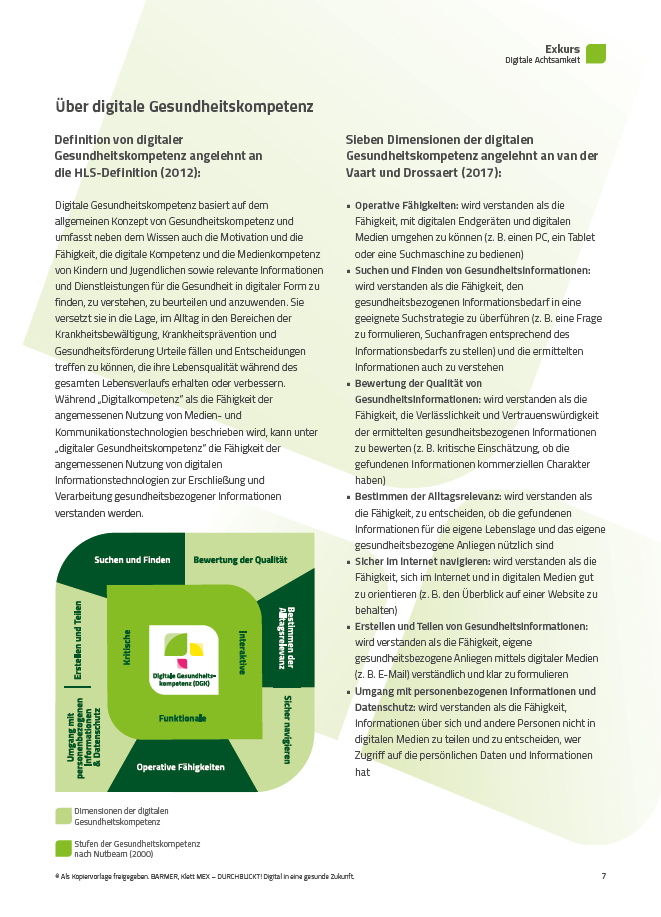 Exkurs
Digitale Achtsamkeit
Über digitale Gesundheitskompetenz
Definition von digitaler
Gesundheitskompetenz angelehnt an
die HLS-Definition (2012):
Digitale Gesundheitskompetenz basiert auf dem
allgemeinen Konzept von Gesundheitskompetenz und
umfasst neben dem Wissen auch die Motivation und die
Fähigkeit, die digitale Kompetenz und die Medienkompetenz
von Kindern und Jugendlichen sowie relevante Informationen
und Dienstleistungen für die Gesundheit in digitaler Form zu
finden, zu verstehen, zu beurteilen und anzuwenden. Sie
versetzt sie in die Lage, im Alltag in den Bereichen der
Krankheitsbewältigung, Krankheitsprävention und
Gesundheitsförderung Urteile fällen und Entscheidungen
treffen zu können, die ihre Lebensqualität während des
gesamten Lebensverlaufs erhalten oder verbessern.
Während „Digitalkompetenz" als die Fähigkeit der
angemessenen Nutzung von Medien- und
Kommunikationstechnologien beschrieben wird, kann unter
„digitaler Gesundheitskompetenz" die Fähigkeit der
angemessenen Nutzung von digitalen
Informationstechnologien zur Erschließung und
Verarbeitung gesundheitsbezogener Informationen
verstanden werden.
Suchen und Finden
Bewertung der Qualität
Bestimmen der
Alltagsrelevanz
Sicher navigieren
Operative Fähigkeiten
Umgang mit
personenbezogenen
Informationen
& Datenschutz
Erstellen und Teilen
Kritische
Interaktive
Funktionale
Digitale Gesundheits-
kompetenz (DGK)
Dimensionen der digitalen
Gesundheitskompetenz
Stufen der Gesundheitskompetenz
nach Nutbeam (2000)
Sieben Dimensionen der digitalen
Gesundheitskompetenz angelehnt an van der
Vaart und Drossaert (2017):
• Operative Fähigkeiten: wird verstanden als die
Fähigkeit, mit digitalen Endgeräten und digitalen
Medien umgehen zu können (z. B. einen PC, ein Tablet
oder eine Suchmaschine zu bedienen)
• Suchen und Finden von Gesundheitsinformationen:
wird verstanden als die Fähigkeit, den
gesundheitsbezogenen Informationsbedarf in eine
geeignete Suchstrategie zu überführen (z. B. eine Frage
zu formulieren, Suchanfragen entsprechend des
Informationsbedarfs zu stellen) und die ermittelten
Informationen auch zu verstehen
• Bewertung der Qualität von
Gesundheitsinformationen: wird verstanden als die
Fähigkeit, die Verlässlichkeit und Vertrauenswürdigkeit
der ermittelten gesundheitsbezogenen Informationen
zu bewerten (z. B. kritische Einschätzung, ob die
gefundenen Informationen kommerziellen Charakter
haben)
• Bestimmen der Alltagsrelevanz: wird verstanden als
die Fähigkeit, zu entscheiden, ob die gefundenen
Informationen für die eigene Lebenslage und das eigene
gesundheitsbezogene Anliegen nützlich sind
• Sicher im Internet navigieren: wird verstanden als die
Fähigkeit, sich im Internet und in digitalen Medien gut
zu orientieren (z. B. den Überblick auf einer Website zu
behalten)
• Erstellen und Teilen von Gesundheitsinformationen:
wird verstanden als die Fähigkeit, eigene
gesundheitsbezogene Anliegen mittels digitaler Medien
(z. B. E-Mail) verständlich und klar zu formulieren
• Umgang mit personenbezogenen Informationen und
Datenschutz: wird verstanden als die Fähigkeit,
Informationen über sich und andere Personen nicht in
digitalen Medien zu teilen und zu entscheiden, wer
Zugriff auf die persönlichen Daten und Informationen
hat
© Als Kopiervorlage freigegeben. BARMER, Klett MEX – DURCHBLICKT! Digital in eine gesunde Zukunft.
7